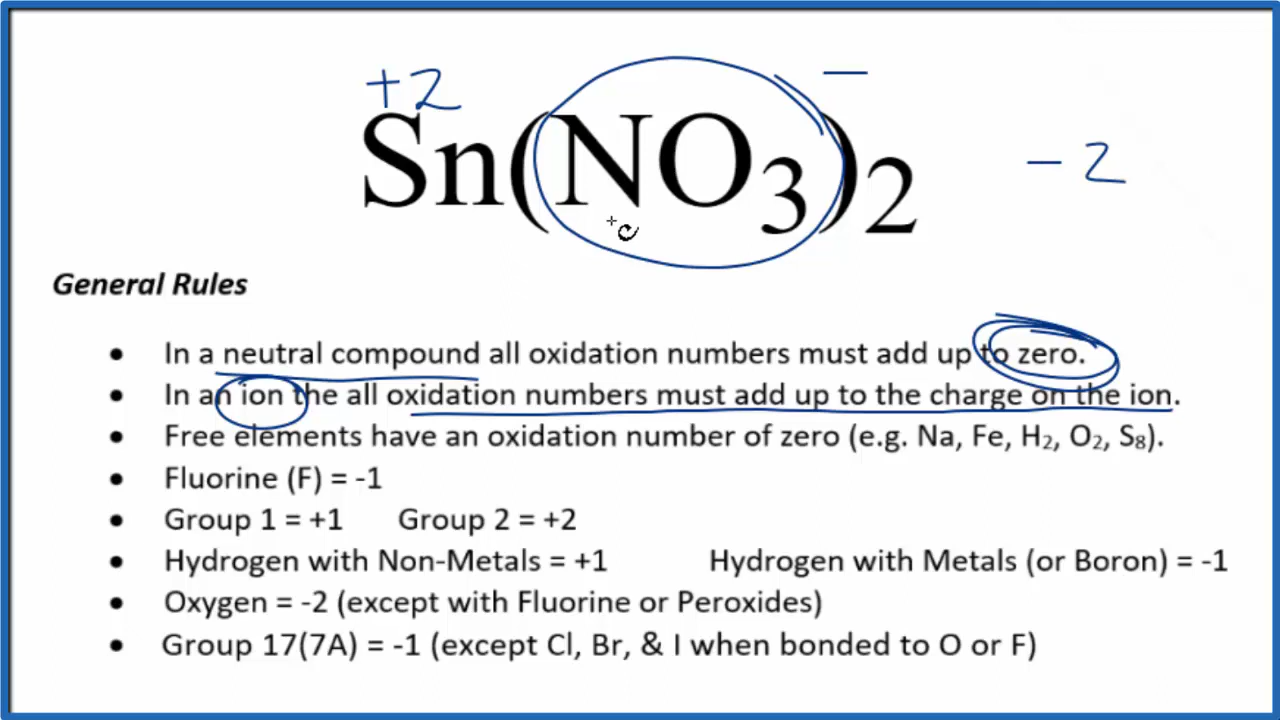 +2 −
Sn(NO₃)₂ −2
General Rules
• In a neutral compound all oxidation numbers must add up to zero.
• In an ion the all oxidation numbers must add up to the charge on the ion.
• Free elements have an oxidation number of zero (e.g. Na, Fe, H₂, O₂, S₈).
• Fluorine (F) = -1
• Group 1 = +1 Group 2 = +2
• Hydrogen with Non-Metals = +1 Hydrogen with Metals (or Boron) = -1
• Oxygen = -2 (except with Fluorine or Peroxides)
• Group 17(7A) = -1 (except Cl, Br, & I when bonded to O or F)